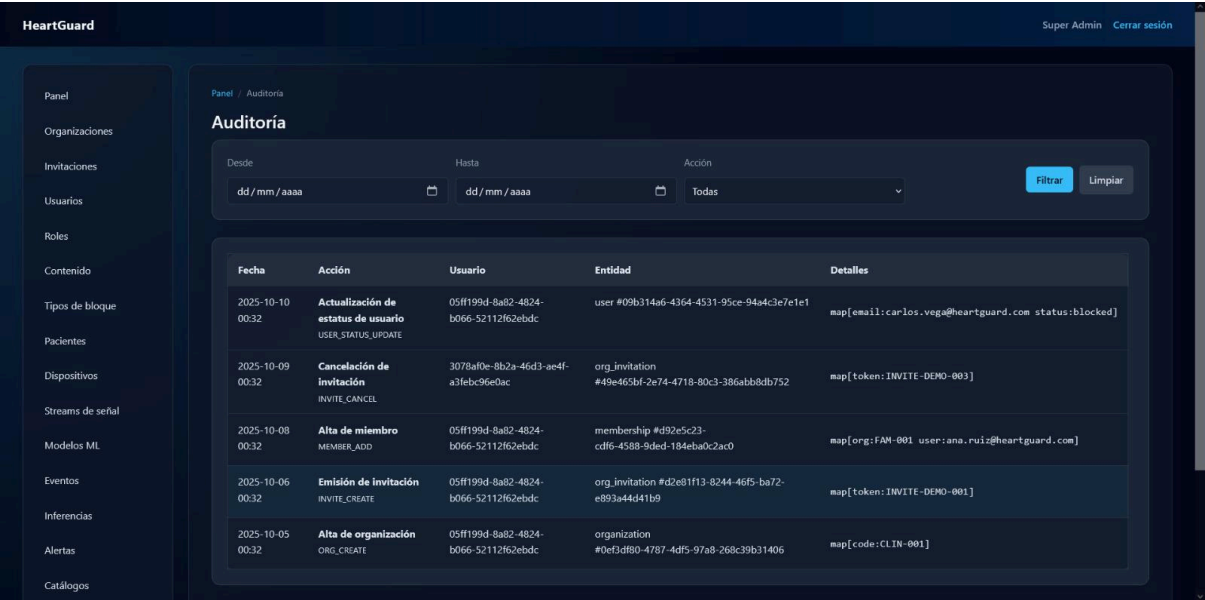 HeartGuard
Super Admin Cerrar sesión
Panel
Organizaciones
Invitaciones
Usuarios
Roles
Contenido
Tipos de bloque
Pacientes
Dispositivos
Streams de señal
Modelos ML
Eventos
Inferencias
Alertas
Catálogos
Panel / Auditoría
Auditoría
Desde
dd/mm/aaaa
Hasta
dd/mm/aaaa
Acción
Todas
Filtrar
Limpiar
Fecha Acción Usuario Entidad Detalles
2025-10-10
00:32
Actualización de
estatus de usuario
USER_STATUS_UPDATE
05ff199d-8a82-4824-
b066-52112f62ebdc
user #09b314a6-4364-4531-95ce-94a4c3e7e1e1
map[email:carlos.vega@heartguard.com status:blocked]
2025-10-09
00:32
Cancelación de
invitación
INVITE_CANCEL
3078af0e-8b2a-46d3-ae4f-
a3febc96e0ac
org_invitation
#49e465bf-2e74-4718-80c3-386abb8db752
map[token:INVITE-DEMO-003]
2025-10-08
00:32
Alta de miembro
MEMBER_ADD
05ff199d-8a82-4824-
b066-52112f62ebdc
membership #d92e5c23-
cdf6-4588-9ded-184eba0c2ac0
map[org:FAM-001 user:ana.ruiz@heartguard.com]
2025-10-06
00:32
Emisión de invitación
INVITE_CREATE
05ff199d-8a82-4824-
b066-52112f62ebdc
org_invitation #d2e81f13-8244-46f5-ba72-
e893a44d41b9
map[token:INVITE-DEMO-001]
2025-10-05
00:32
Alta de organización
ORG_CREATE
05ff199d-8a82-4824-
b066-52112f62ebdc
organization
#0ef3df80-4787-4df5-97a8-268c39b31406
map[code:CLIN-001]